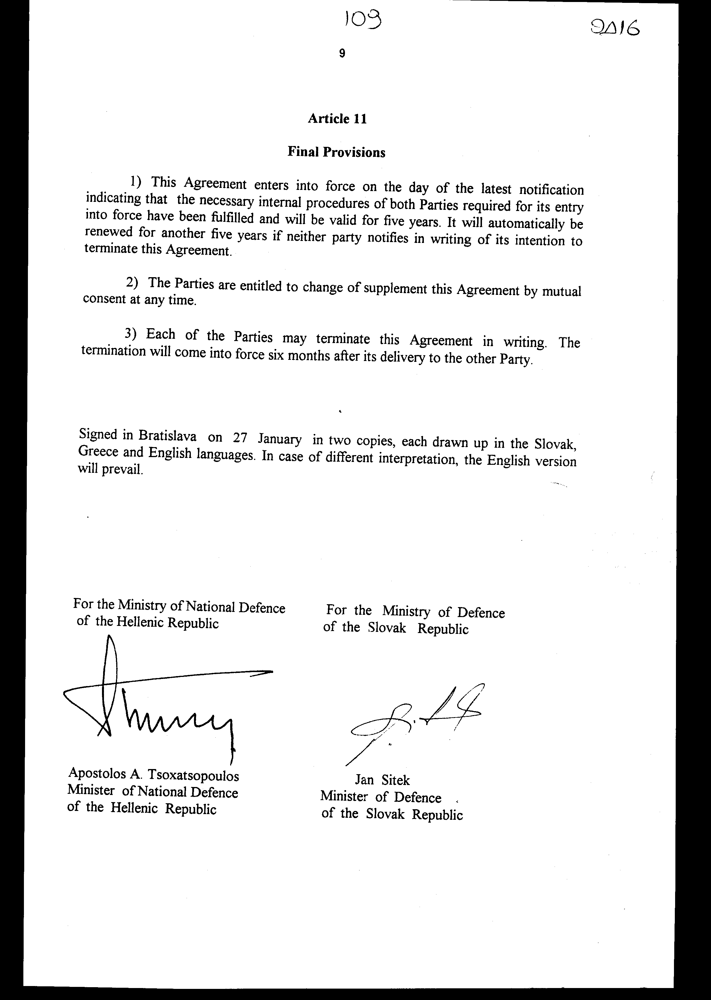 109
9Δ16
9
Article 11
Final Provisions
1) This Agreement enters into force on the day of the latest notification
indicating that the necessary internal procedures of both Parties required for its entry
into force have been fulfilled and will be valid for five years. It will automatically be
renewed for another five years if neither party notifies in writing of its intention to
terminate this Agreement.
2) The Parties are entitled to change of supplement this Agreement by mutual
consent at any time.
3) Each of the Parties may terminate this Agreement in writing. The
termination will come into force six months after its delivery to the other Party.
Signed in Bratislava on 27 January in two copies, each drawn up in the Slovak,
Greece and English languages. In case of different interpretation, the English version
will prevail.
For the Ministry of National Defence
of the Hellenic Republic
For the Ministry of Defence
of the Slovak Republic
Apostolos A. Tsoxatsopoulos
Minister of National Defence
of the Hellenic Republic
Jan Sitek
Minister of Defence
of the Slovak Republic